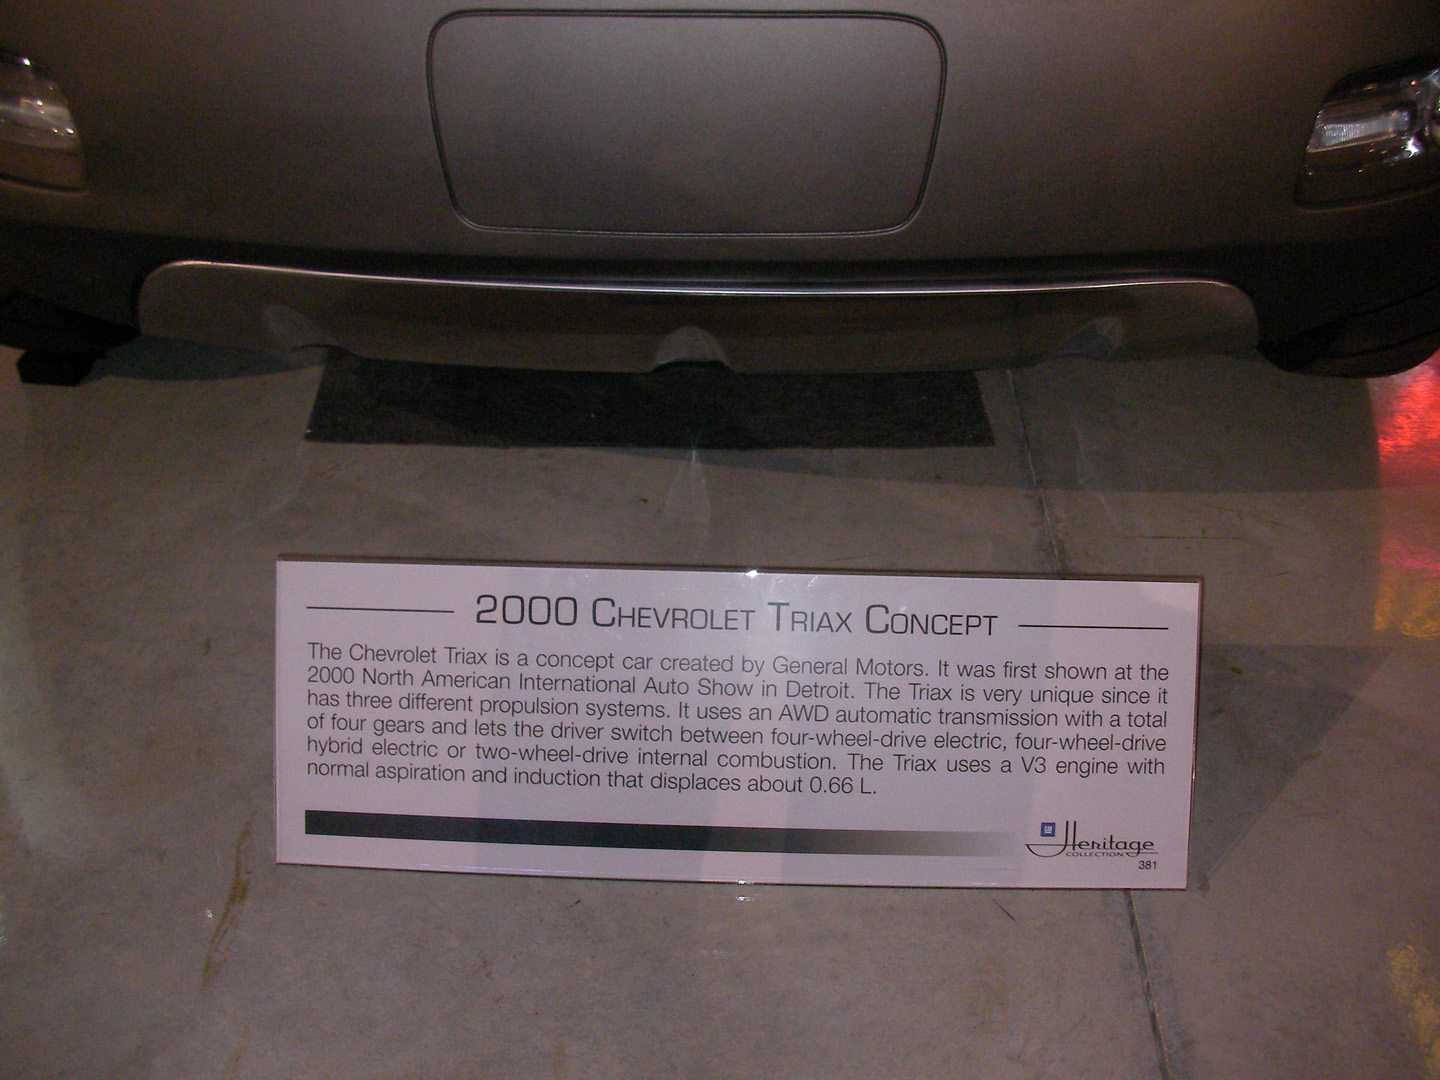 2000 CHEVROLET TRIAX CONCEPT
The Chevrolet Triax is a concept car created by General Motors. It was first shown at the
2000 North American International Auto Show in Detroit. The Triax is very unique since it
has three different propulsion systems. It uses an AWD automatic transmission with a total
of four gears and lets the driver switch between four-wheel-drive electric, four-wheel-drive
hybrid electric or two-wheel-drive internal combustion. The Triax uses a V3 engine with
normal aspiration and induction that displaces about 0.66 L.
GM Heritage
COLLECTION
381